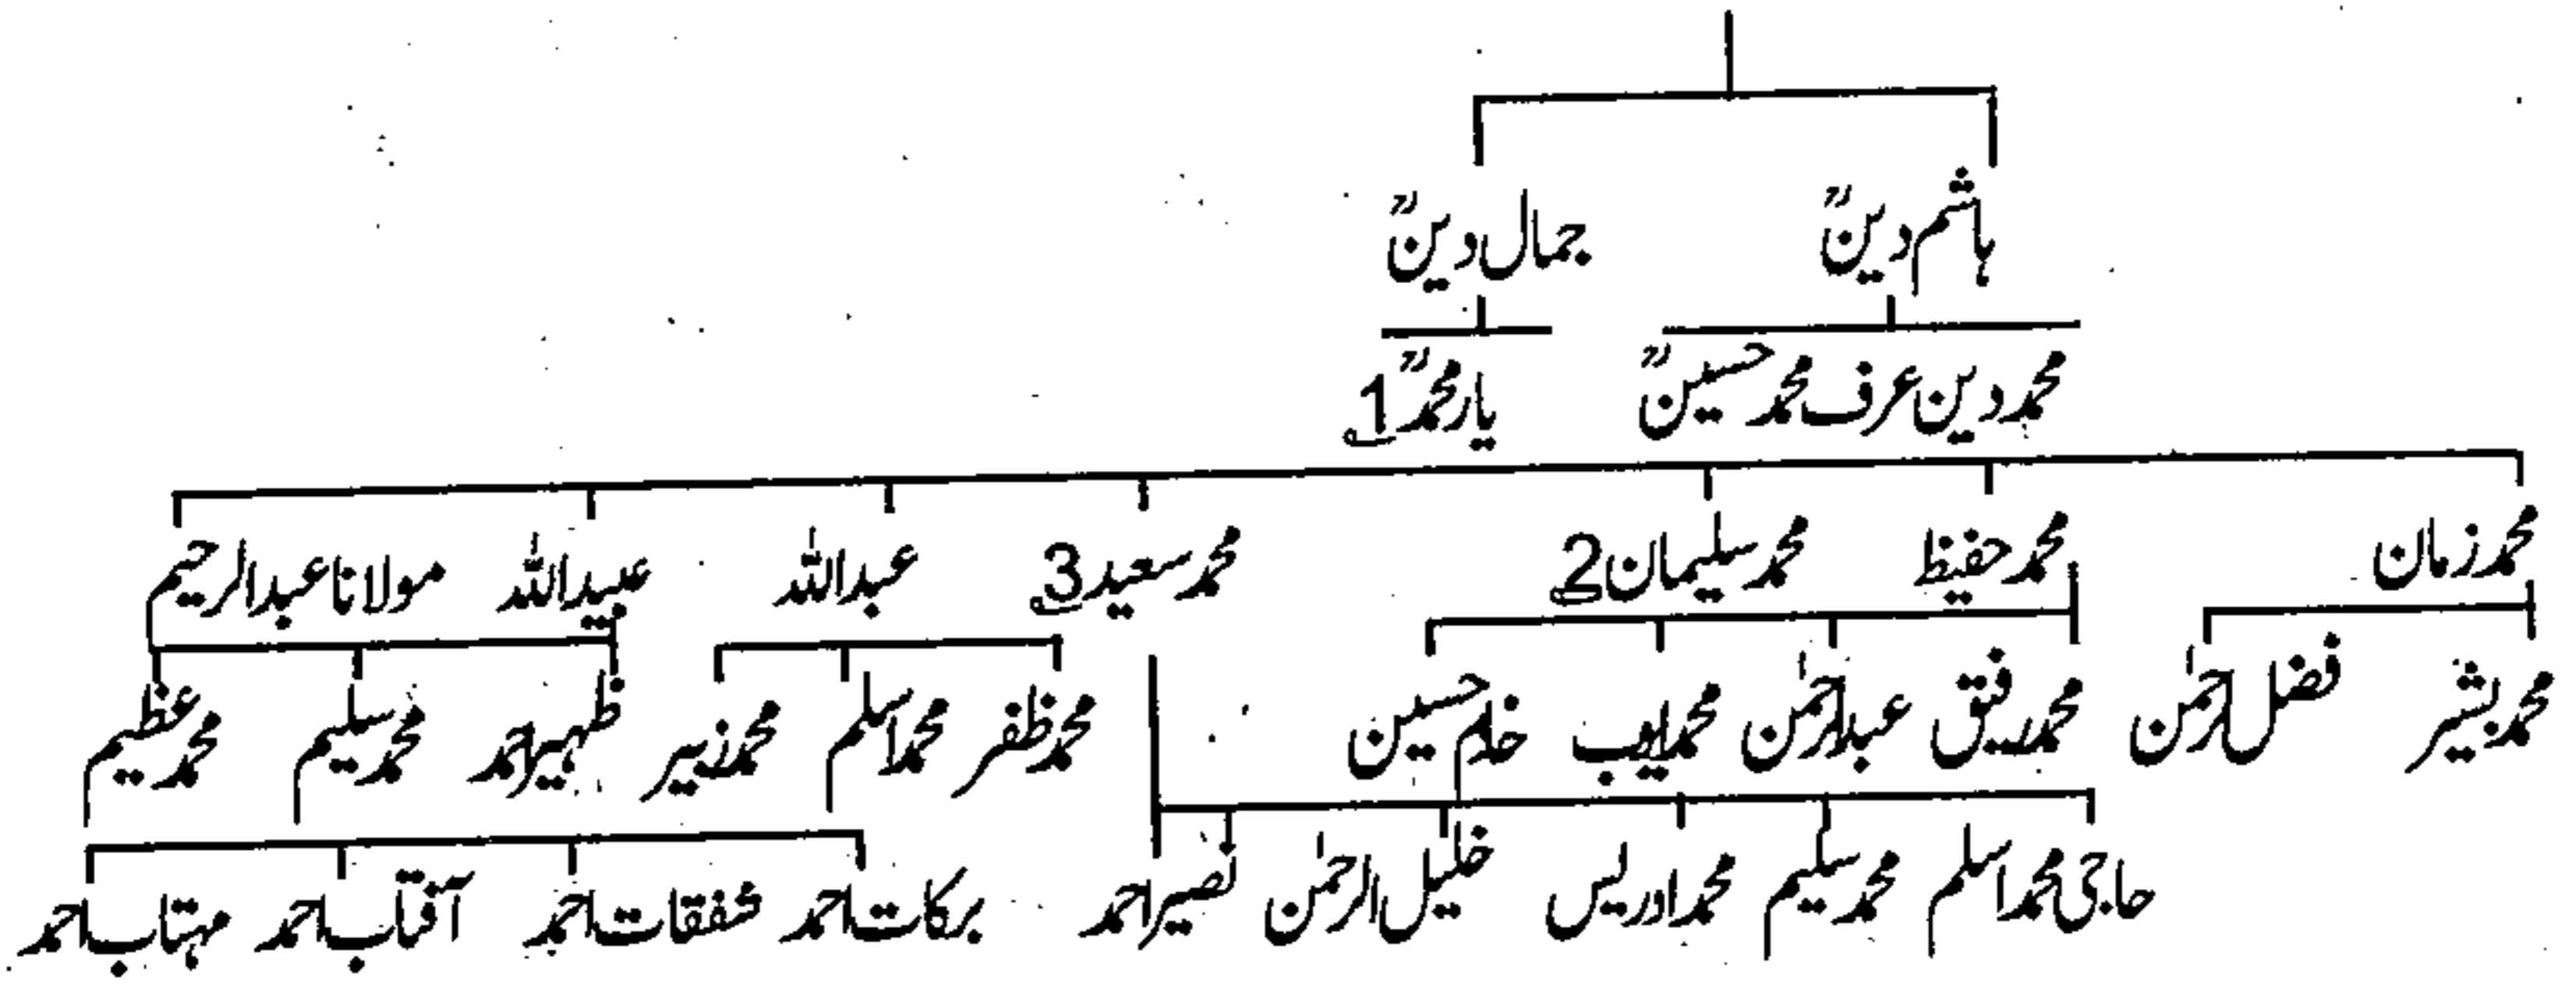 ہاشم دینؒ جمال دینؒ
محمد دین عرف محمد حسینؒ یار محمدؒ 1
محمد زمان محمد حفیظ محمد سلیمان 2 محمد سعید 3 عبداللہ عبیداللہ مولانا عبدالرحیم
محمد بشیر فضل الرحمٰن محمد رفیق عبدالرحمٰن محمد ایوب خادم حسین محمد ظفر محمد اسلم محمد زبیر ظہیر احمد محمد سلیم محمد عظیم
حاجی محمد اسلم محمد سلیم محمد ادریس خلیل الرحمٰن نصیر احمد برکات احمد شفقات احمد آفتاب احمد مہتاب احمد